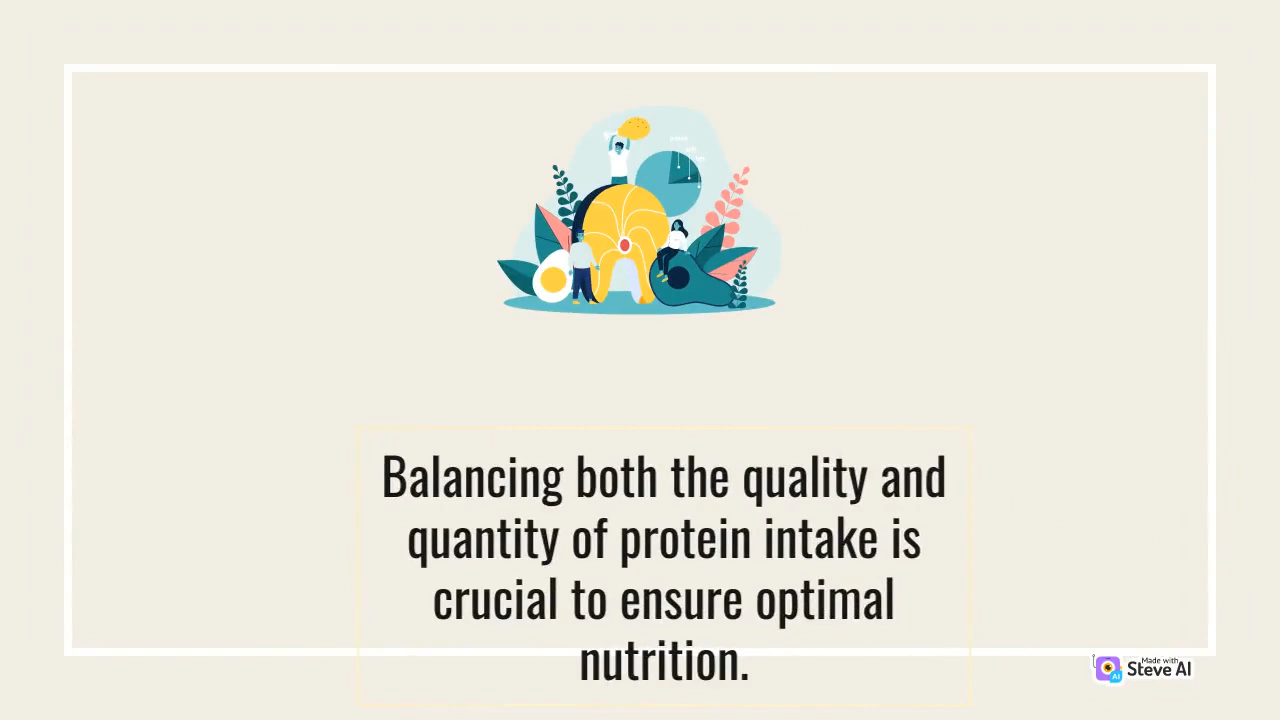 Balancing both the quality and
quantity of protein intake is
crucial to ensure optimal
nutrition.
Made with
Steve AI
AI